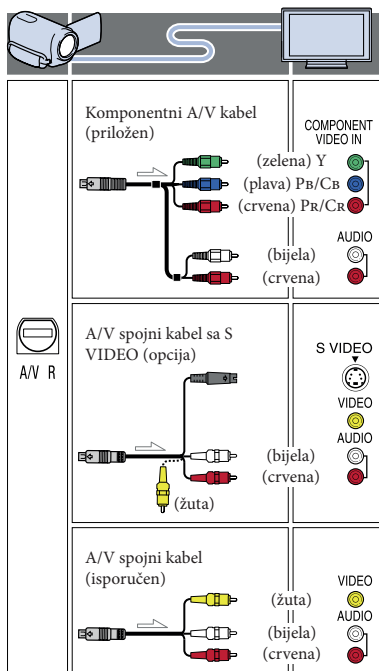 Komponentni A/V kabel
(priložen)
COMPONENT
VIDEO IN
(zelena) Y
(plava) PB/CB
(crvena) PR/CR
AUDIO
(bijela)
(crvena)
A/V R
A/V spojni kabel sa S
VIDEO (opcija)
S VIDEO
VIDEO
AUDIO
(bijela)
(crvena)
(žuta)
A/V spojni kabel
(isporučen)
VIDEO
(žuta)
AUDIO
(bijela)
(crvena)